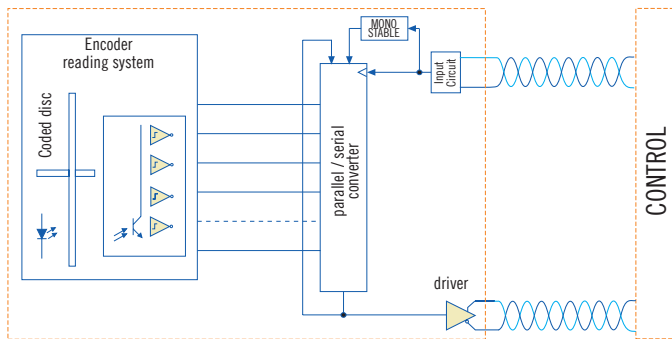 Encoder
reading system
Coded disc
MONO
STABLE
Input
Circuit
parallel / serial
converter
driver
CONTROL